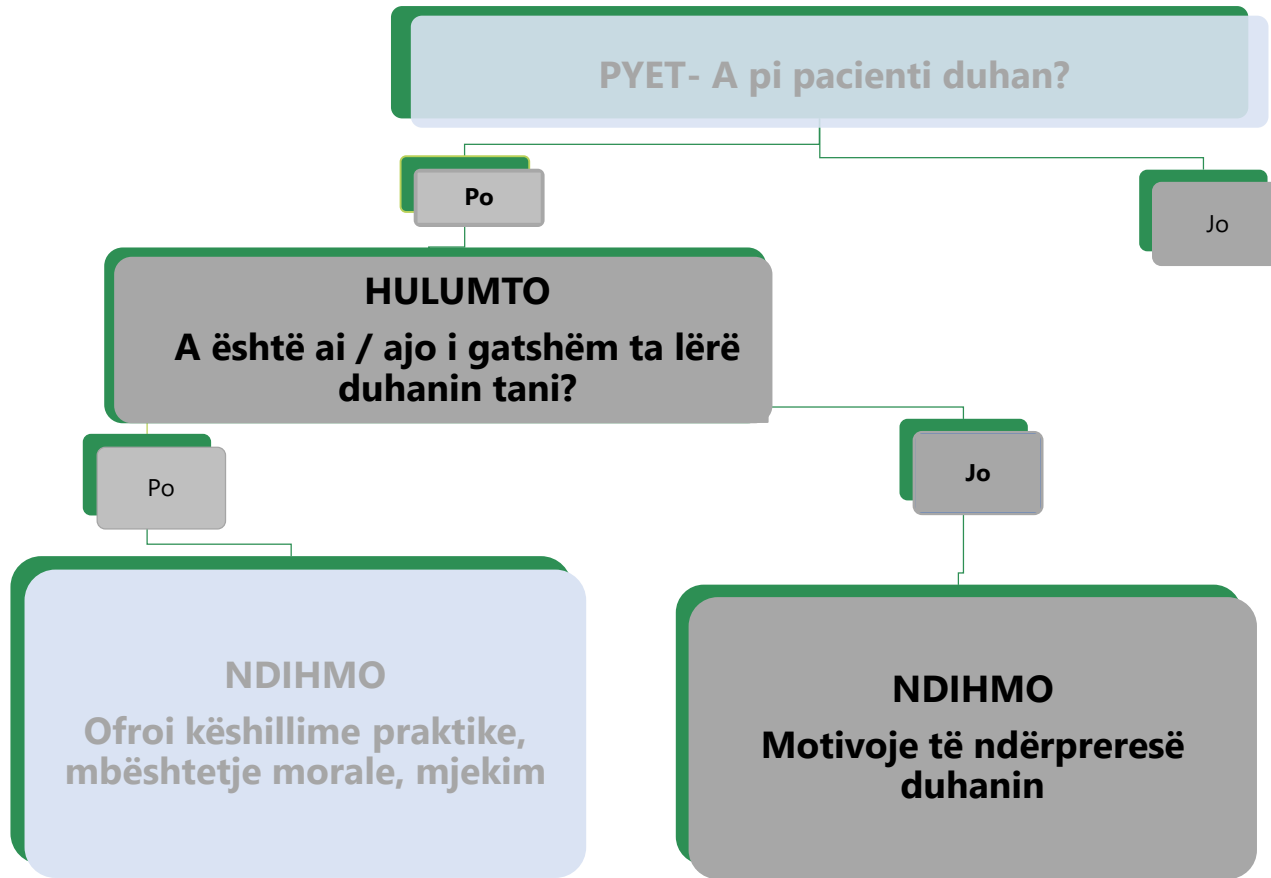 PYET- A pi pacienti duhan?
Po
Jo
HULUMTO
A është ai / ajo i gatshëm ta lërë
duhanin tani?
Po
Jo
NDIHMO
Ofroi këshillime praktike,
mbështetje morale, mjekim
NDIHMO
Motivoje të ndërpreresë
duhanin